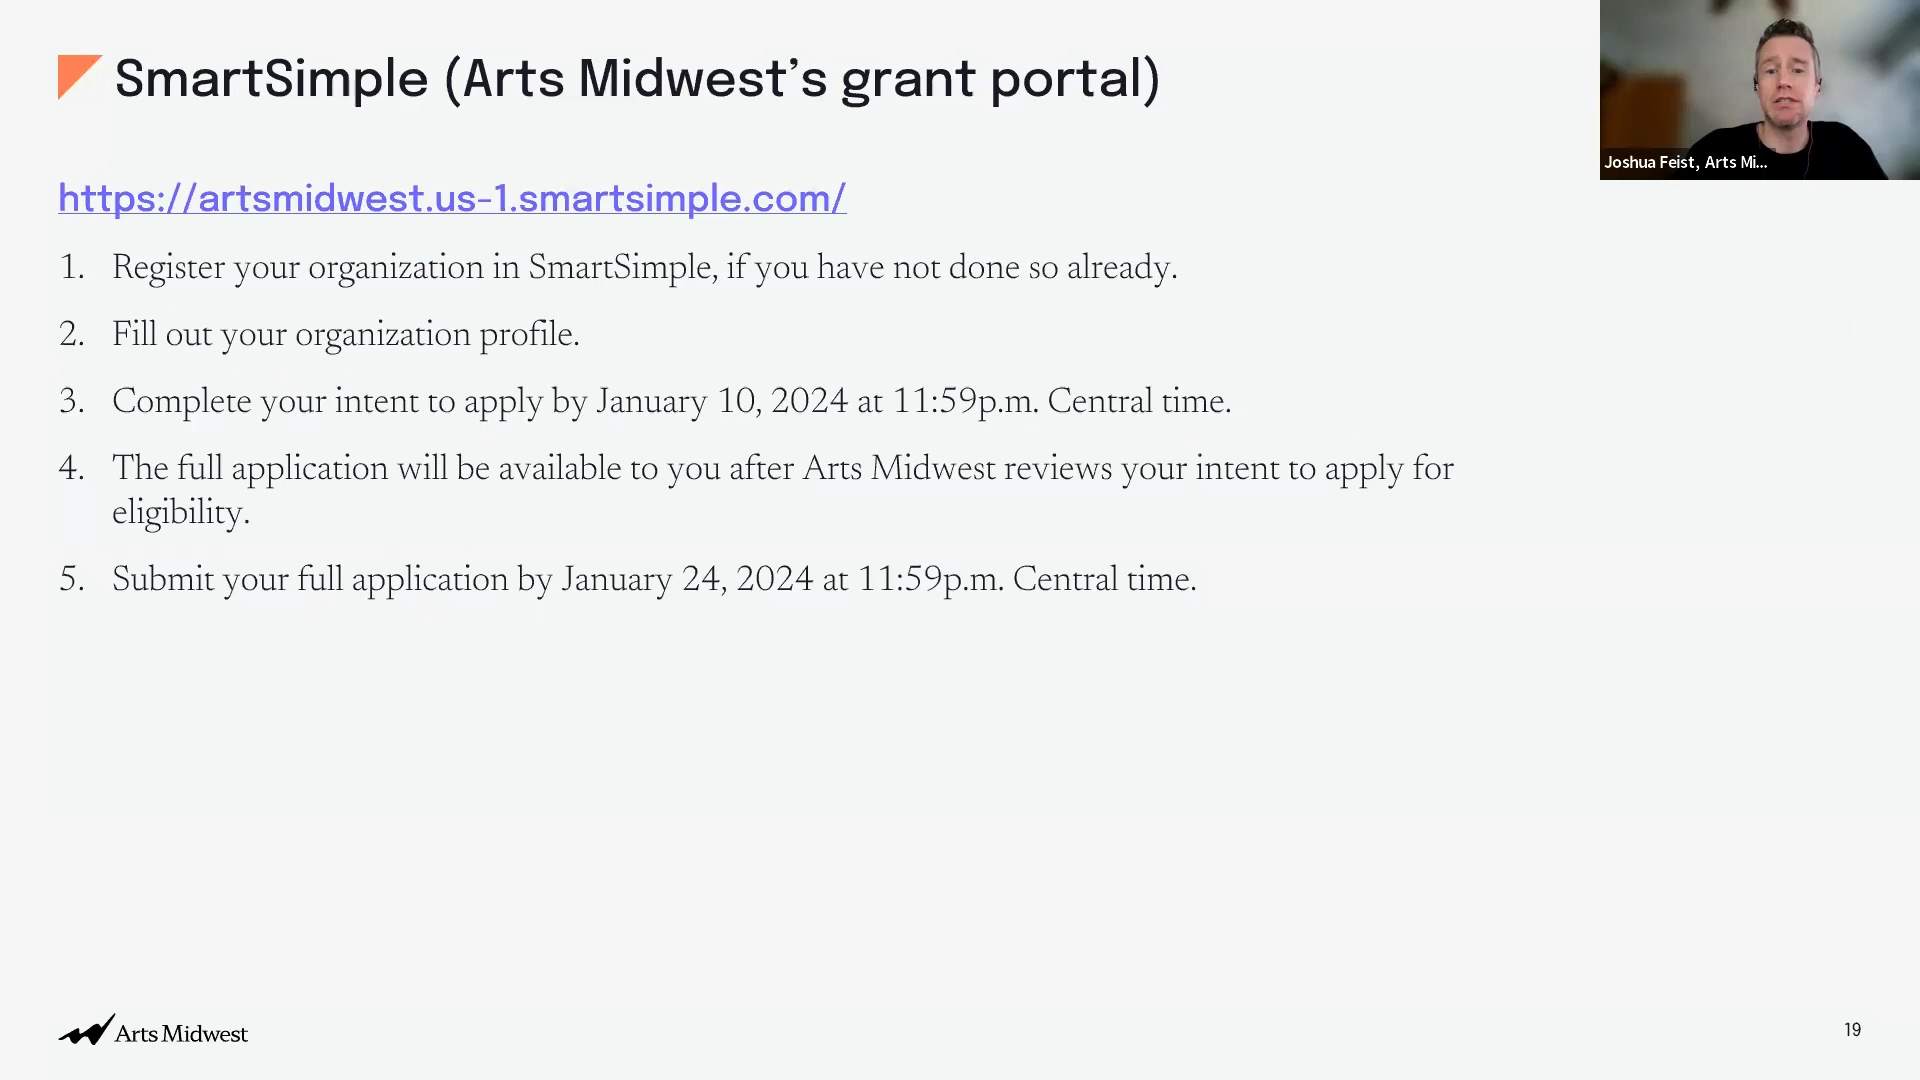 SmartSimple (Arts Midwest’s grant portal)
Joshua Feist, Arts Mi...
https://artsmidwest.us-1.smartsimple.com/
1. Register your organization in SmartSimple, if you have not done so already.
2. Fill out your organization profile.
3. Complete your intent to apply by January 10, 2024 at 11:59p.m. Central time.
4. The full application will be available to you after Arts Midwest reviews your intent to apply for
eligibility.
5. Submit your full application by January 24, 2024 at 11:59p.m. Central time.
Arts Midwest
19